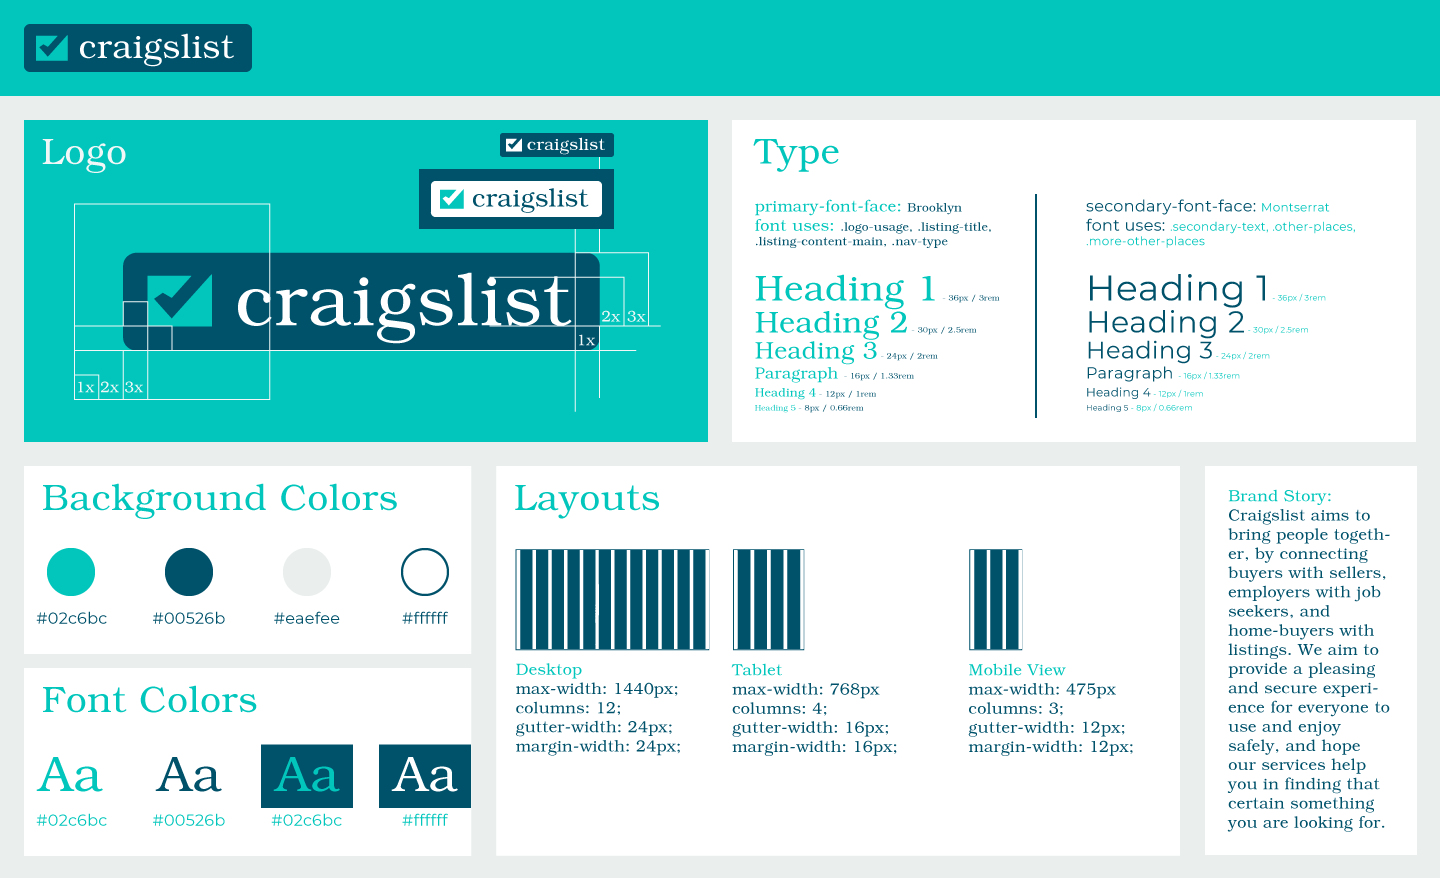 craigslist
Logo
craigslist
craigslist
craigslist
2x 3x
1x
1x 2x 3x
Type
primary-font-face: Brooklyn
font uses: .logo-usage, .listing-title,
.listing-content-main, .nav-type
Heading 1 - 36px / 3rem
Heading 2 - 30px / 2.5rem
Heading 3 - 24px / 2rem
Paragraph - 16px / 1.33rem
Heading 4 - 12px / 1rem
Heading 5 - 8px / 0.66rem
secondary-font-face: Montserrat
font uses: .secondary-text, .other-places,
.more-other-places
Heading 1 - 36px / 3rem
Heading 2 - 30px / 2.5rem
Heading 3 - 24px / 2rem
Paragraph - 16px / 1.33rem
Heading 4 - 12px / 1rem
Heading 5 - 8px / 0.66rem
Background Colors
#02c6bc #00526b #eaefee #ffffff
Font Colors
Aa Aa Aa Aa
#02c6bc #00526b #02c6bc #ffffff
Layouts
Desktop
max-width: 1440px;
columns: 12;
gutter-width: 24px;
margin-width: 24px;
Tablet
max-width: 768px
columns: 4;
gutter-width: 16px;
margin-width: 16px;
Mobile View
max-width: 475px
columns: 3;
gutter-width: 12px;
margin-width: 12px;
Brand Story:
Craigslist aims to
bring people togeth-
er, by connecting
buyers with sellers,
employers with job
seekers, and
home-buyers with
listings. We aim to
provide a pleasing
and secure experi-
ence for everyone to
use and enjoy
safely, and hope
our services help
you in finding that
certain something
you are looking for.